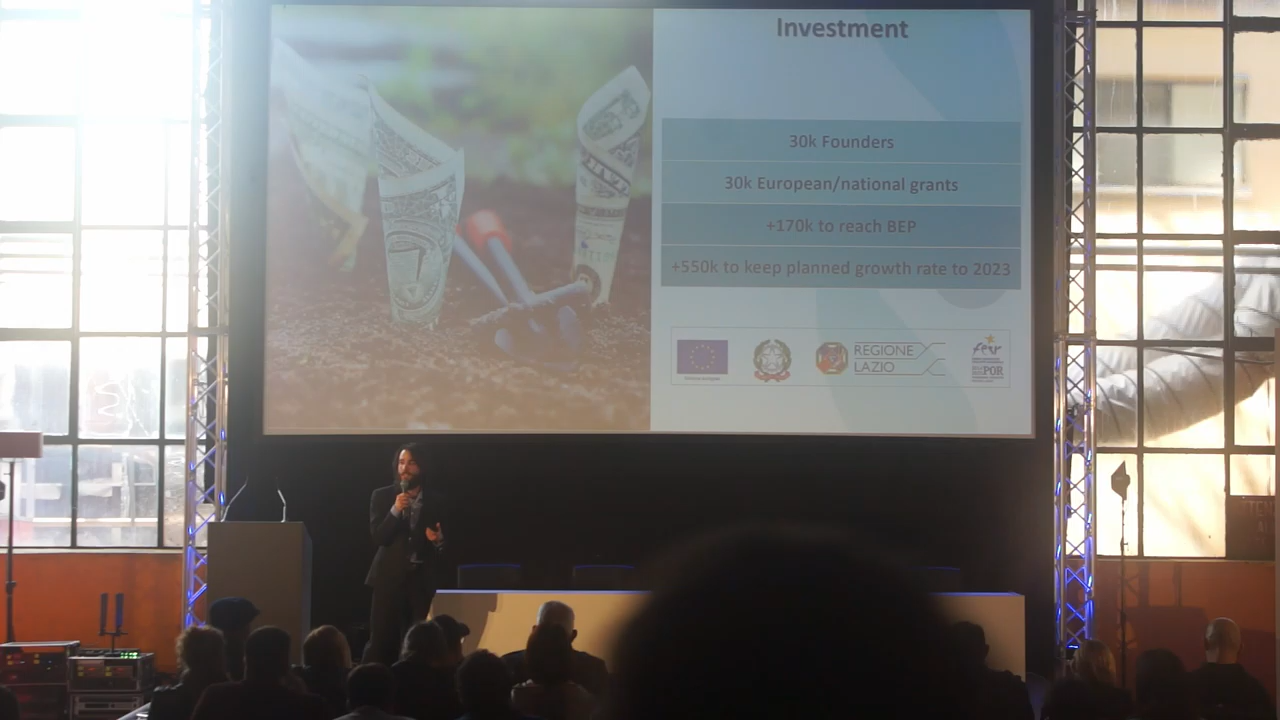 Investment
30k Founders
30k European/national grants
+170k to reach BEP
+550k to keep planned growth rate to 2023
REGIONE
LAZIO
fesr
POR